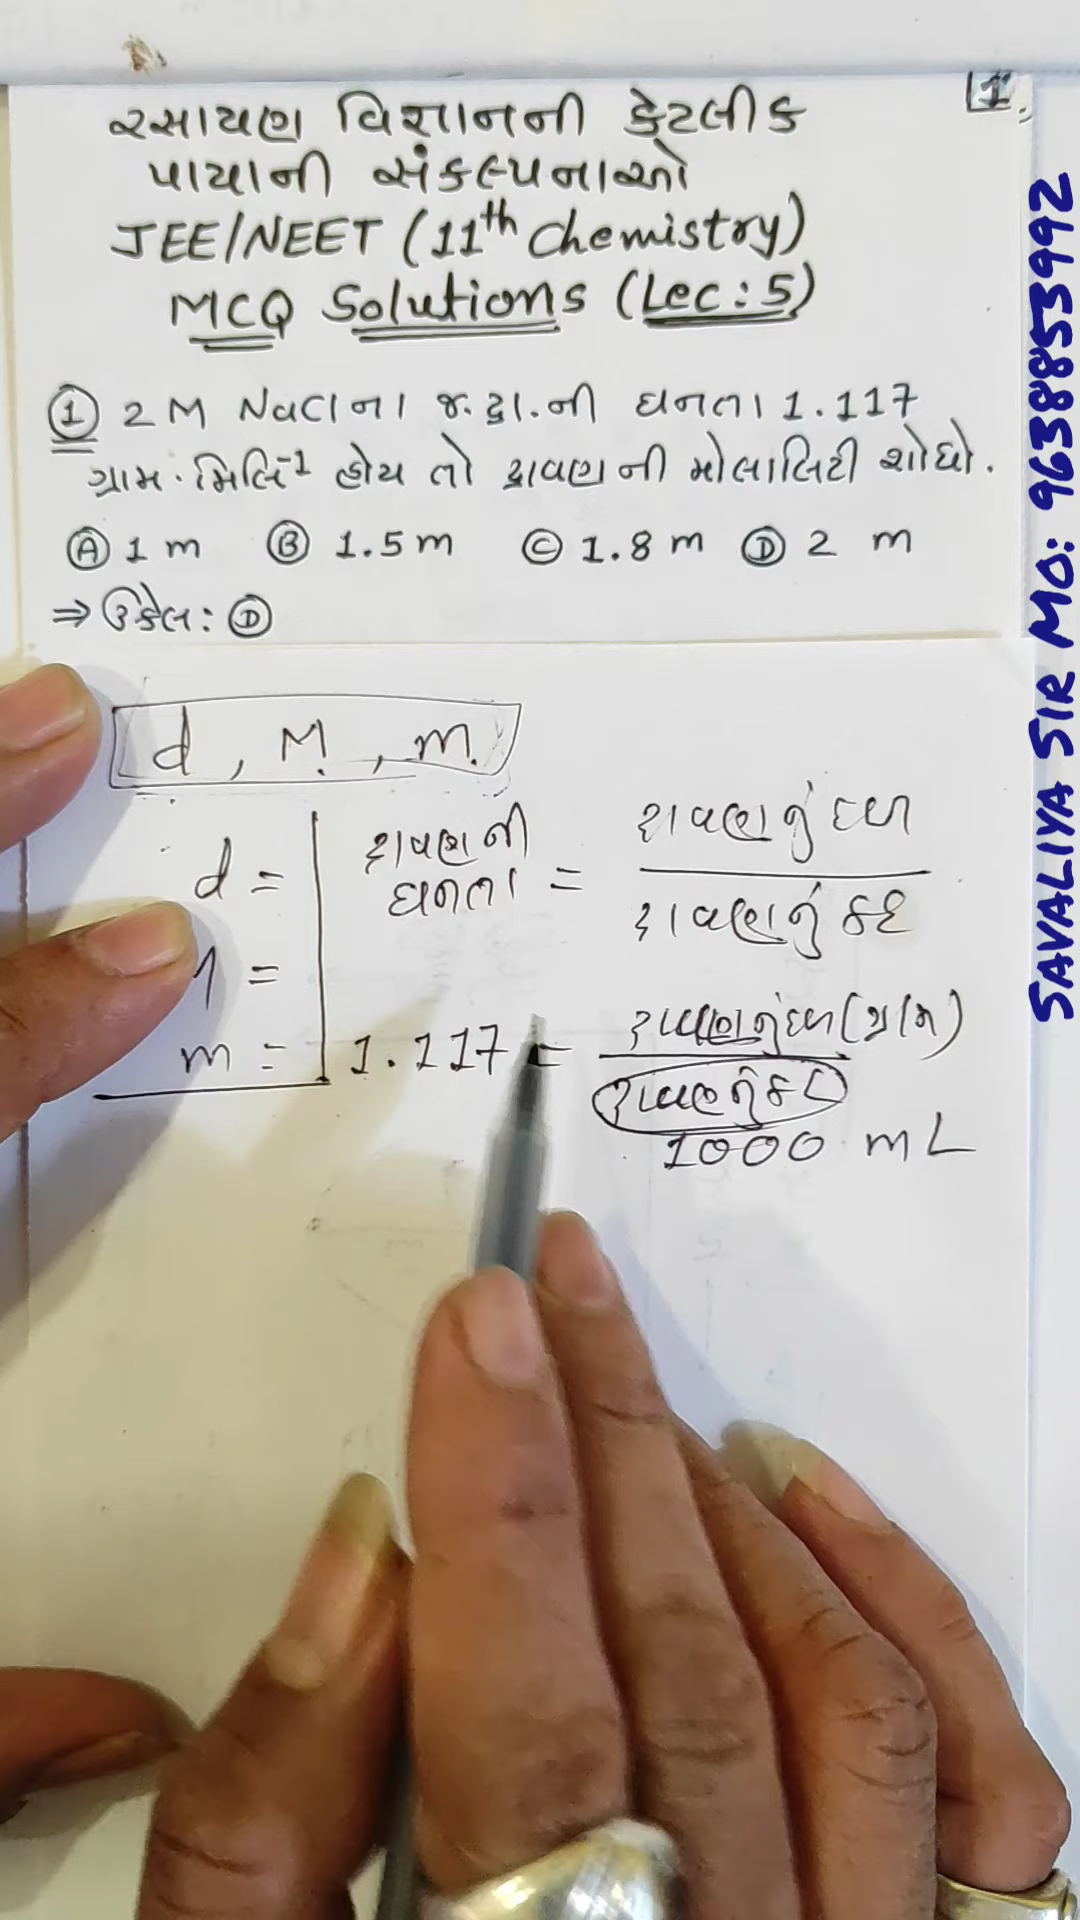 1.
રસાયણ વિજ્ઞાનની કેટલીક
પાયાની સંકલ્પનાઓ
JEE/NEET (11th Chemistry)
MCQ Solutions (Lec: 5)
① 2 M NaClના જ.દ્રા.ની ઘનતા 1.117
ગ્રામ.મિલિ-1 હોય તો દ્રાવણની મોલાલિટી શોધો.
Ⓐ 1 m Ⓑ 1.5 m Ⓒ 1.8 m Ⓓ 2 m
⇒ ઉકેલ: Ⓓ
d, M, m
d =
=
m =
દ્રાવણની ઘનતા = દ્રાવણનું દળ
દ્રાવણનું કદ
1.117 = દ્રાવણનું દળ (ગ્રામ)
દ્રાવણનું કદ
1000 mL
SAVALIYA SIR MO: 9638853992